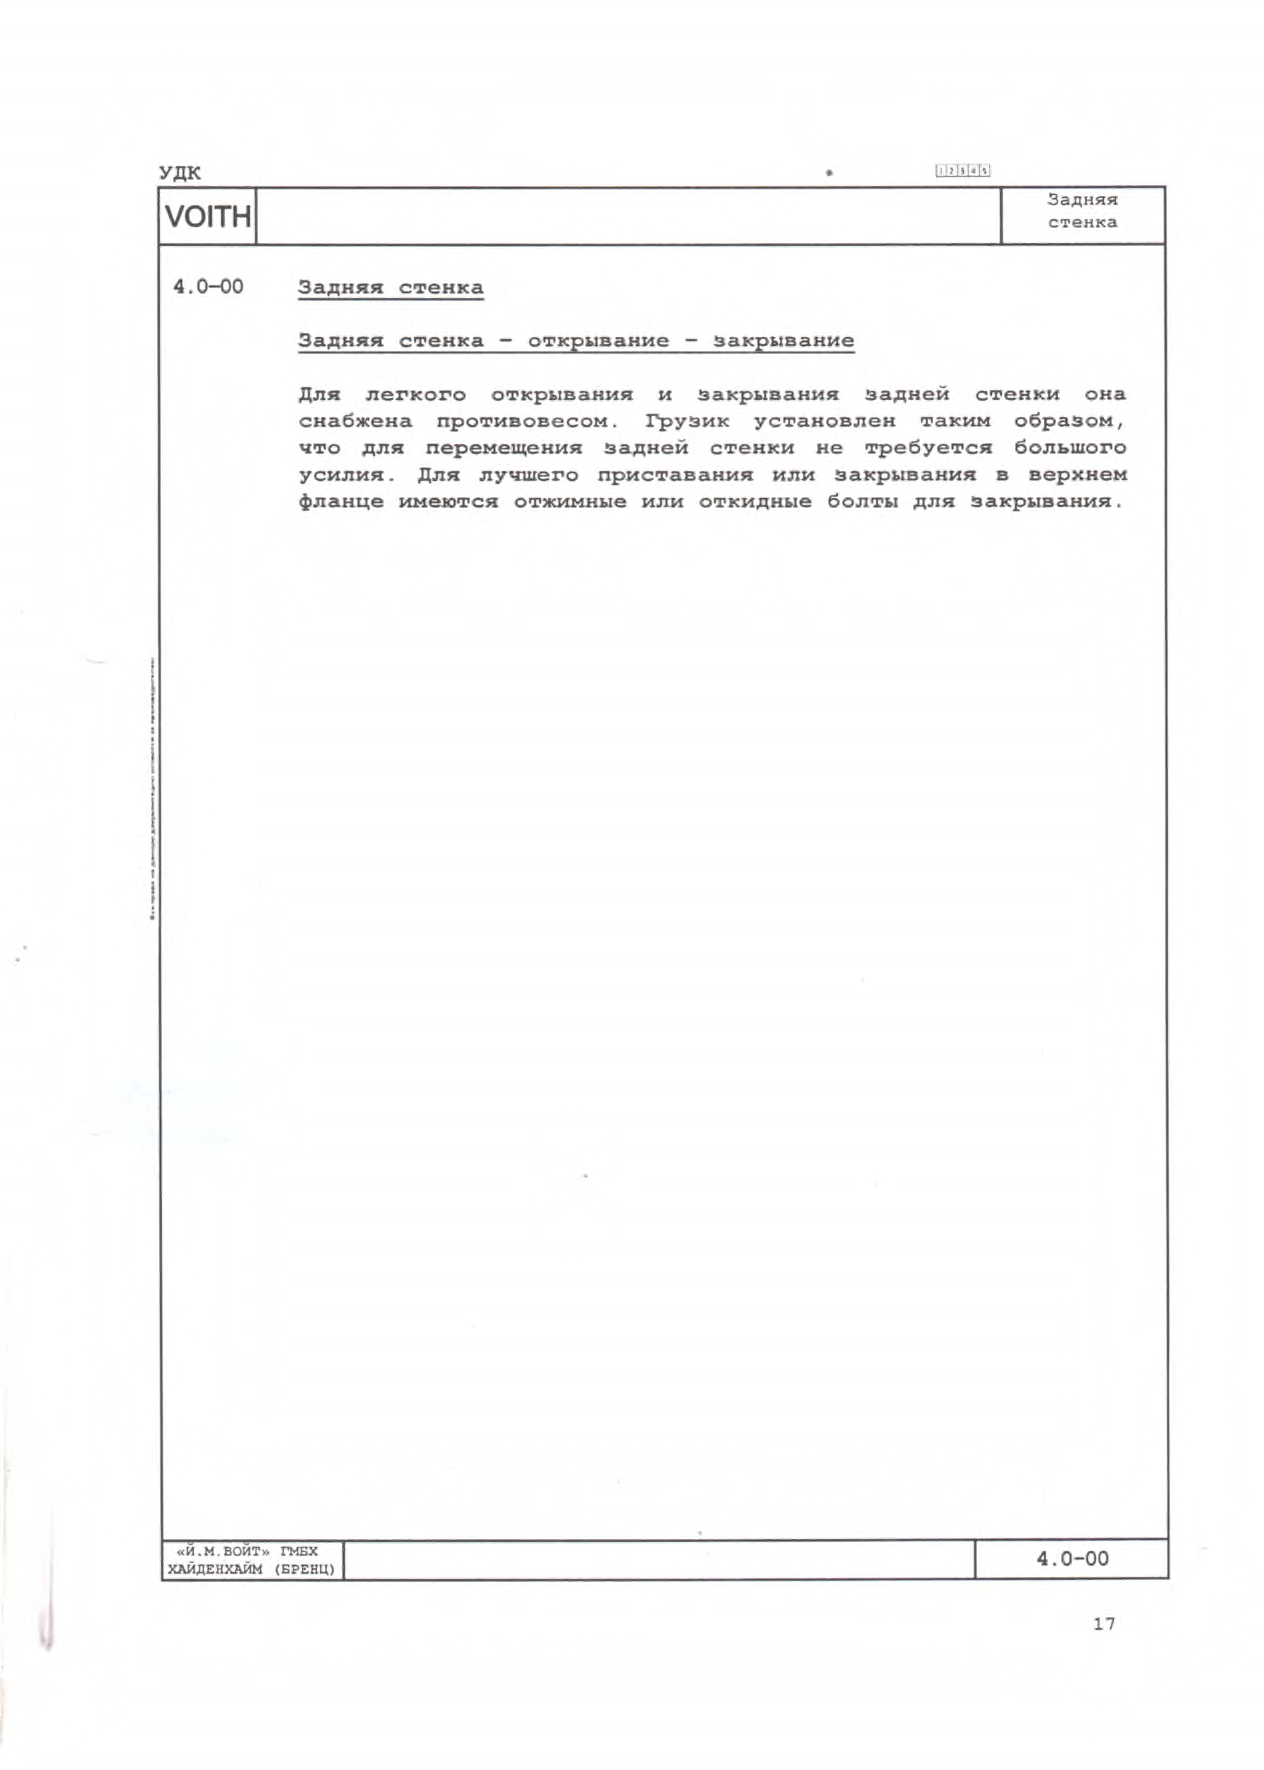 УДК
1 2 3 4 5
VOITH
Задняя
стенка
4.0-00 Задняя стенка
Задняя стенка - открывание - закрывание
Для легкого открывания и закрывания задней стенки она
снабжена противовесом. Грузик установлен таким образом,
что для перемещения задней стенки не требуется большого
усилия. Для лучшего приставания или закрывания в верхнем
фланце имеются отжимные или откидные болты для закрывания.
Все права на
«Й.М.ВОЙТ» ГМБХ
ХАЙДЕНХАЙМ (БРЕНЦ)
4.0-00
17